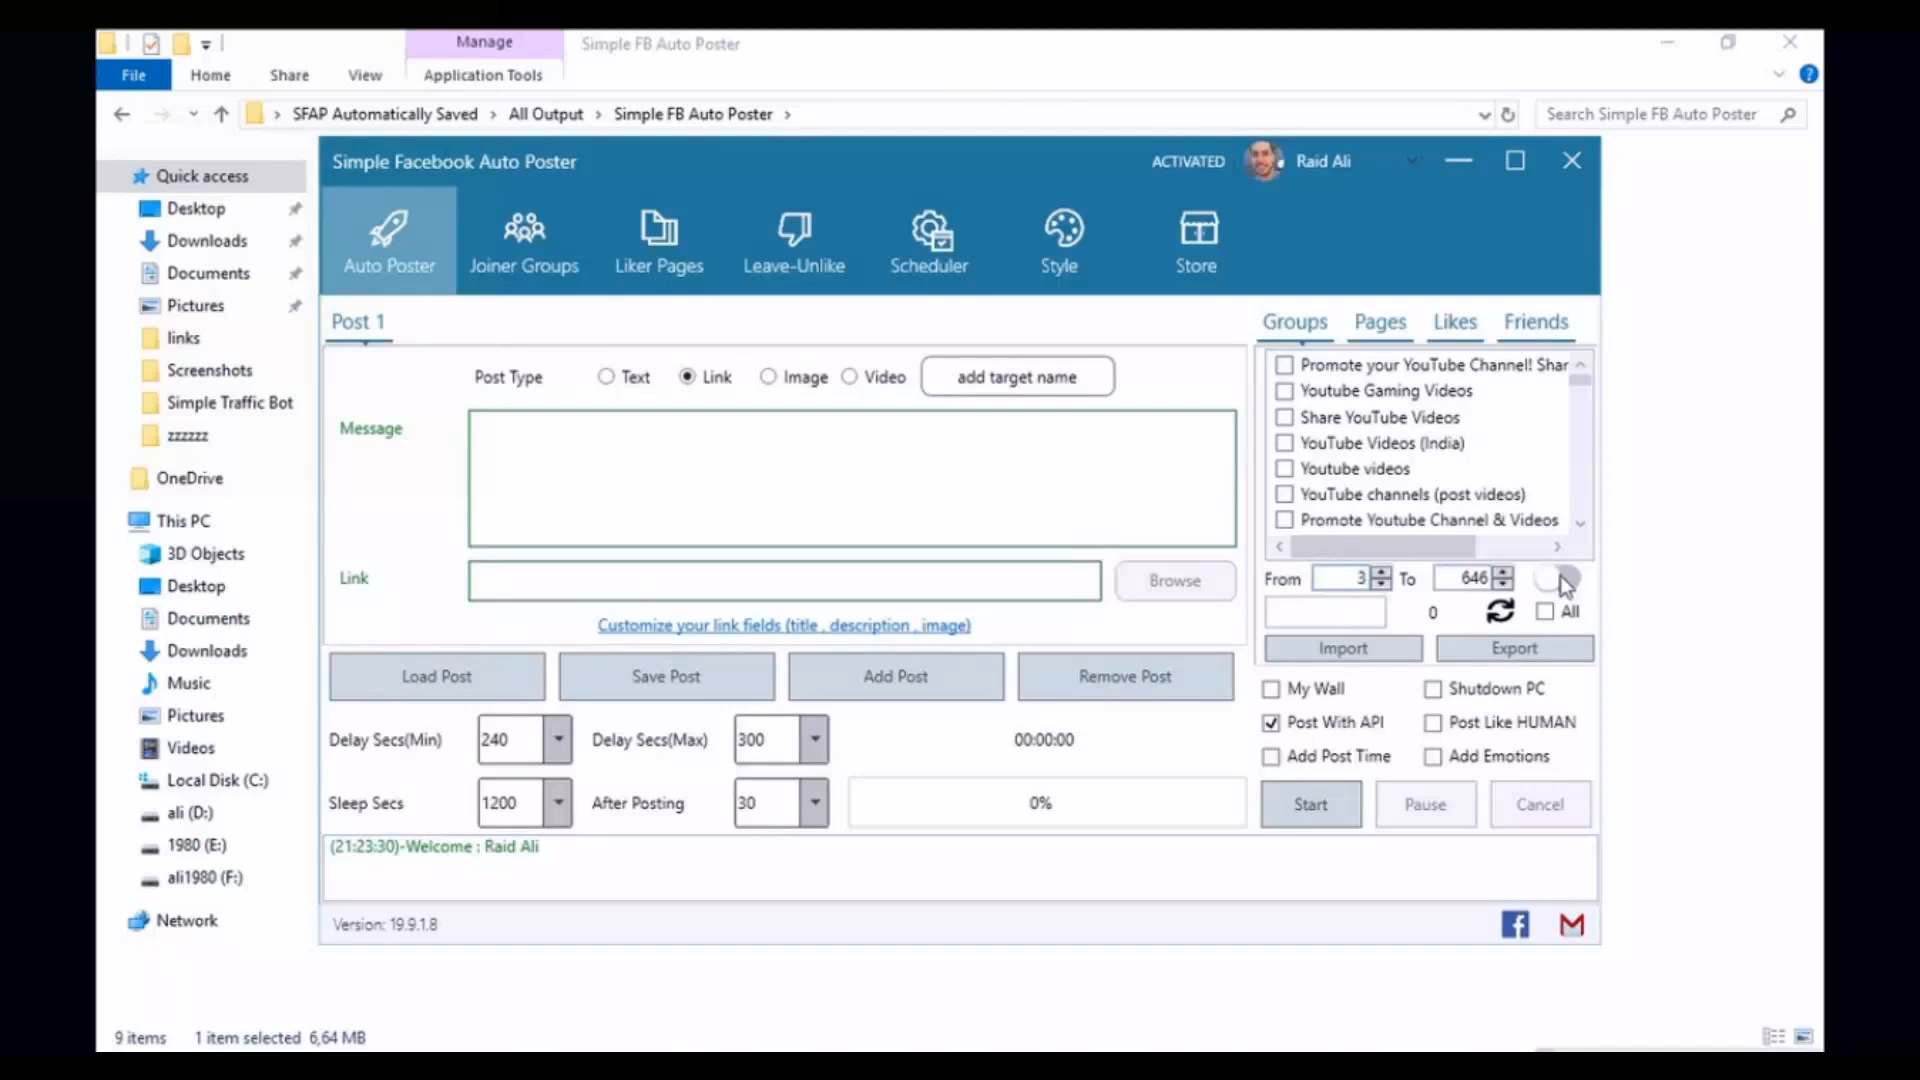 Manage
Simple FB Auto Poster
File
Home
Share
View
Application Tools
SFAP Automatically Saved > All Output > Simple FB Auto Poster >
Search Simple FB Auto Poster
Quick access
Desktop
Downloads
Documents
Pictures
links
Screenshots
Simple Traffic Bot
zzzzzz
OneDrive
This PC
3D Objects
Desktop
Documents
Downloads
Music
Pictures
Videos
Local Disk (C:)
ali (D:)
1980 (E:)
ali1980 (F:)
Network
Simple Facebook Auto Poster
ACTIVATED
Raid Ali
Auto Poster
Joiner Groups
Liker Pages
Leave-Unlike
Scheduler
Style
Store
Post 1
Post Type
Text
Link
Image
Video
add target name
Message
Link
Browse
Customize your link fields (title , description , image)
Load Post
Save Post
Add Post
Remove Post
Delay Secs(Min)
240
Delay Secs(Max)
300
00:00:00
Sleep Secs
1200
After Posting
30
0%
Groups
Pages
Likes
Friends
Promote your YouTube Channel! Shar
Youtube Gaming Videos
Share YouTube Videos
YouTube Videos (India)
Youtube videos
YouTube channels (post videos)
Promote Youtube Channel & Videos
From
3
To
646
0
All
Import
Export
My Wall
Shutdown PC
Post With API
Post Like HUMAN
Add Post Time
Add Emotions
Start
Pause
Cancel
(21:23:30)-Welcome : Raid Ali
Version: 19.9.1.8
9 items
1 item selected 6,64 MB